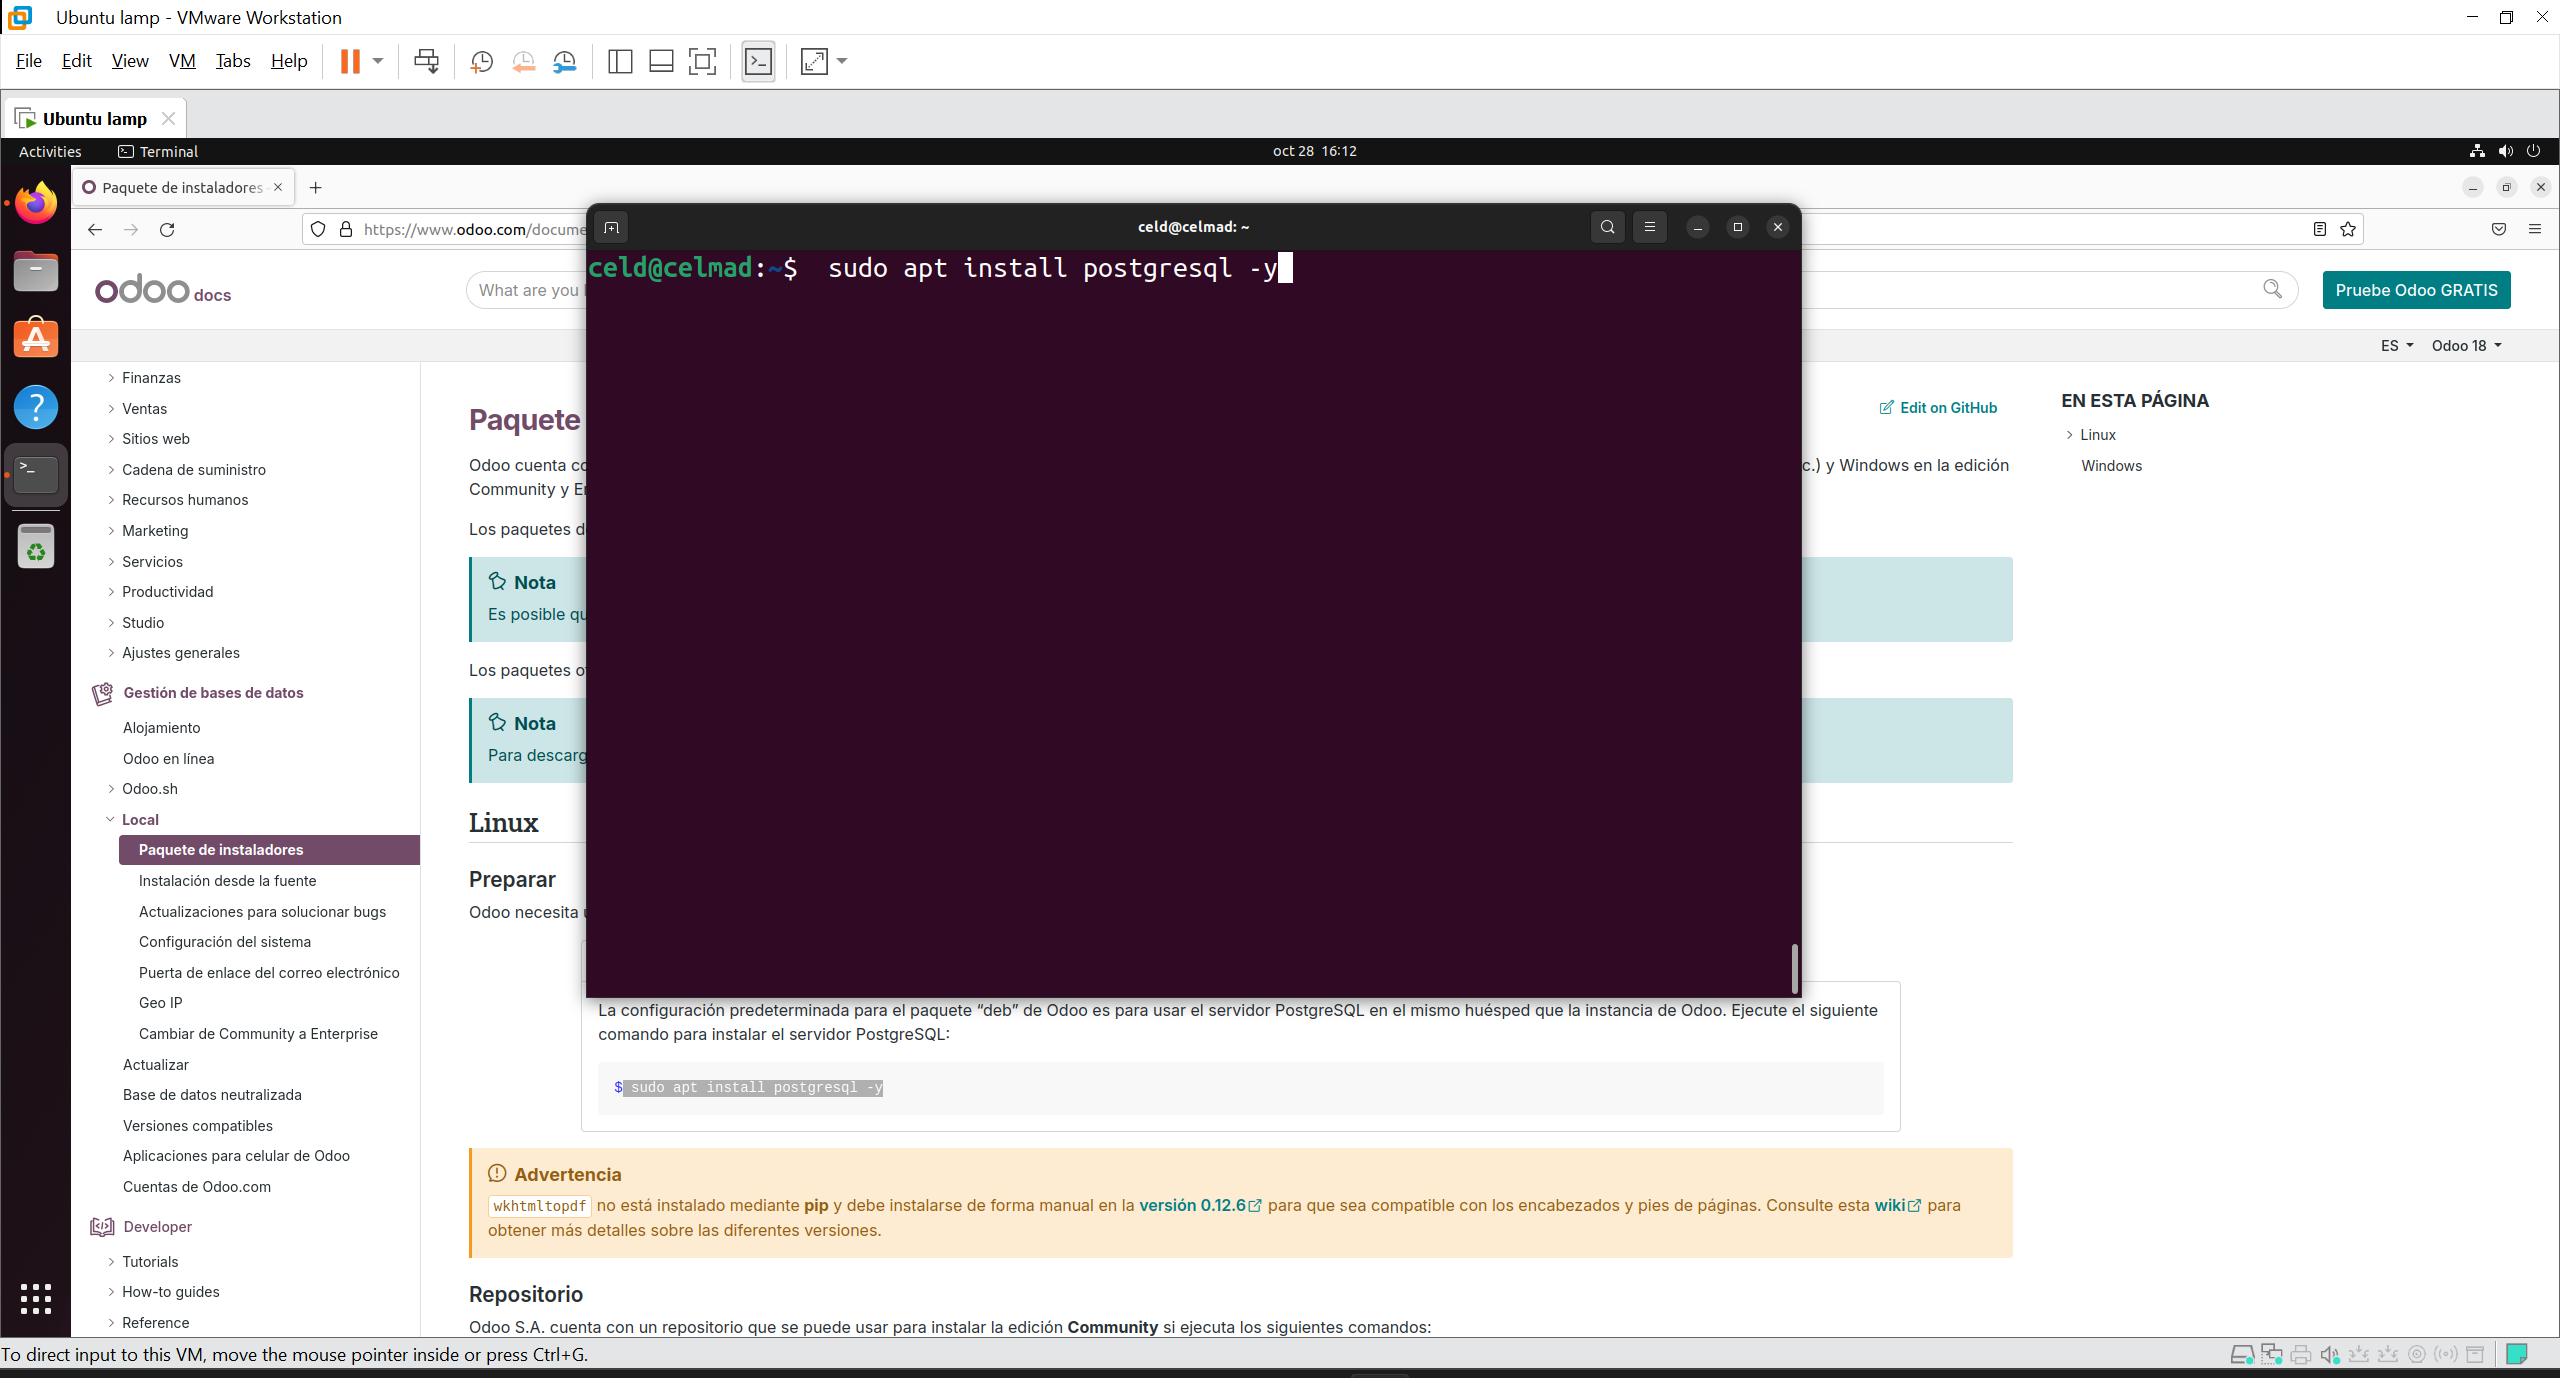 Ubuntu lamp - VMware Workstation
File Edit View VM Tabs Help
Ubuntu lamp
Activities Terminal oct 28 16:12
Paquete de instaladores
https://www.odoo.com/docume
celd@celmad: ~
celd@celmad:~$  sudo apt install postgresql -y
odoo docs
What are you
Pruebe Odoo GRATIS
ES Odoo 18
Finanzas
Ventas
Sitios web
Cadena de suministro
Recursos humanos
Marketing
Servicios
Productividad
Studio
Ajustes generales
Gestión de bases de datos
Alojamiento
Odoo en línea
Odoo.sh
Local
Paquete de instaladores
Instalación desde la fuente
Actualizaciones para solucionar bugs
Configuración del sistema
Puerta de enlace del correo electrónico
Geo IP
Cambiar de Community a Enterprise
Actualizar
Base de datos neutralizada
Versiones compatibles
Aplicaciones para celular de Odoo
Cuentas de Odoo.com
Developer
Tutorials
How-to guides
Reference
Paquete
Edit on GitHub
Odoo cuenta co
c.) y Windows en la edición
Community y E
Los paquetes d
Nota
Es posible qu
Los paquetes o
Nota
Para descarg
Linux
Preparar
Odoo necesita
La configuración predeterminada para el paquete “deb” de Odoo es para usar el servidor PostgreSQL en el mismo huésped que la instancia de Odoo. Ejecute el siguiente
comando para instalar el servidor PostgreSQL:
$ sudo apt install postgresql -y
Advertencia
wkhtmltopdf no está instalado mediante pip y debe instalarse de forma manual en la versión 0.12.6 para que sea compatible con los encabezados y pies de páginas. Consulte esta wiki para
obtener más detalles sobre las diferentes versiones.
Repositorio
Odoo S.A. cuenta con un repositorio que se puede usar para instalar la edición Community si ejecuta los siguientes comandos:
EN ESTA PÁGINA
Linux
Windows
To direct input to this VM, move the mouse pointer inside or press Ctrl+G.